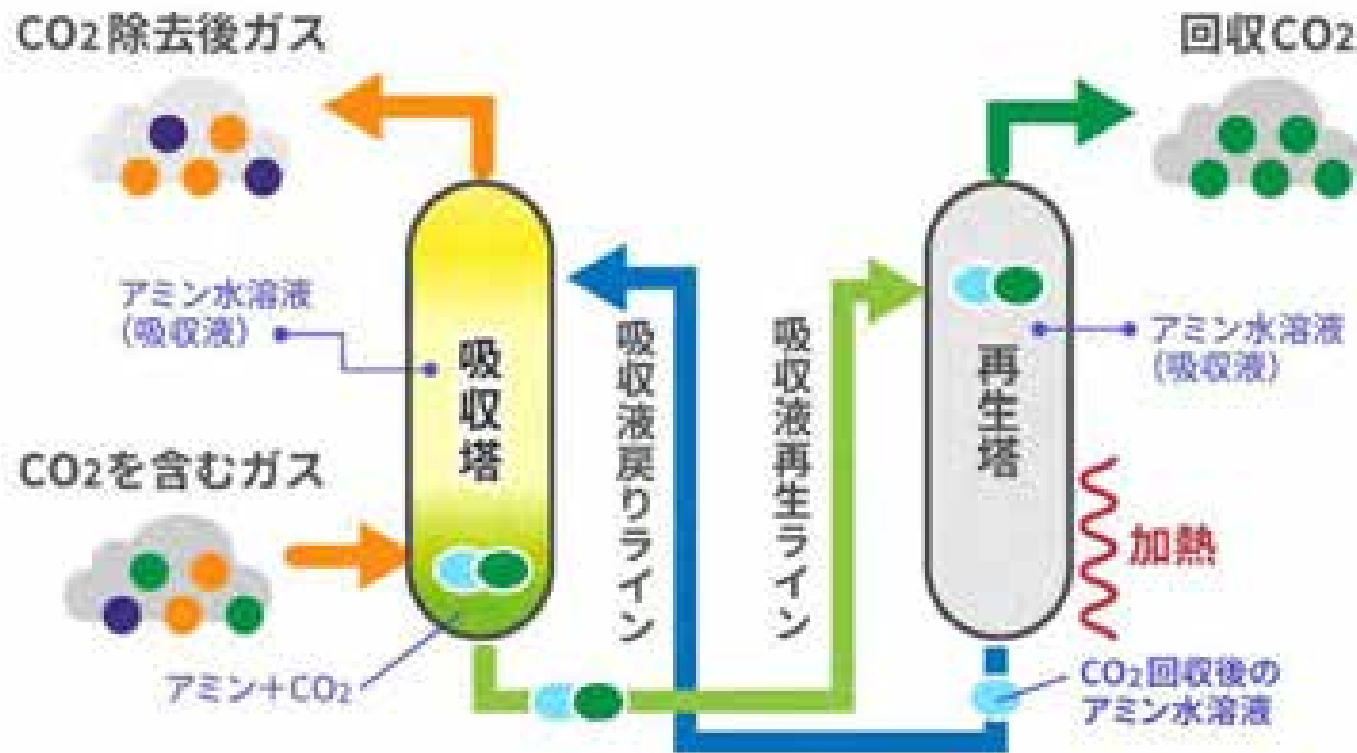 CO2除去後ガス
回収CO2
アミン水溶液
(吸収液)
吸収塔
吸収液戻りライン
吸収液再生ライン
再生塔
アミン水溶液
(吸収液)
CO2を含むガス
加熱
アミン+CO2
CO2回収後の
アミン水溶液